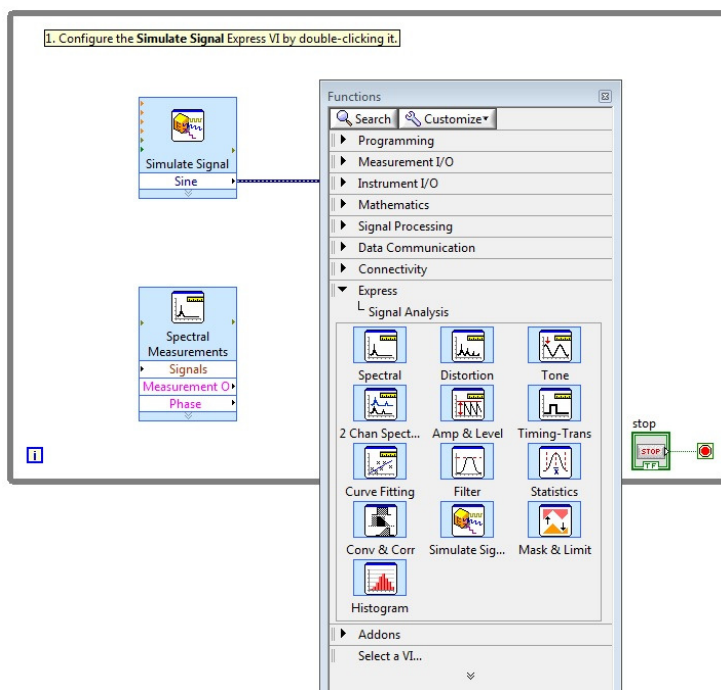 1. Configure the Simulate Signal Express VI by double-clicking it.
Simulate Signal
Sine
Spectral
Measurements
Signals
Measurement O
Phase
i
Functions
Search Customize
Programming
Measurement I/O
Instrument I/O
Mathematics
Signal Processing
Data Communication
Connectivity
Express
Signal Analysis
Spectral Distortion Tone
2 Chan Spect... Amp & Level Timing-Trans
Curve Fitting Filter Statistics
Conv & Corr Simulate Sig... Mask & Limit
Histogram
Addons
Select a VI...
stop
STOP
TF